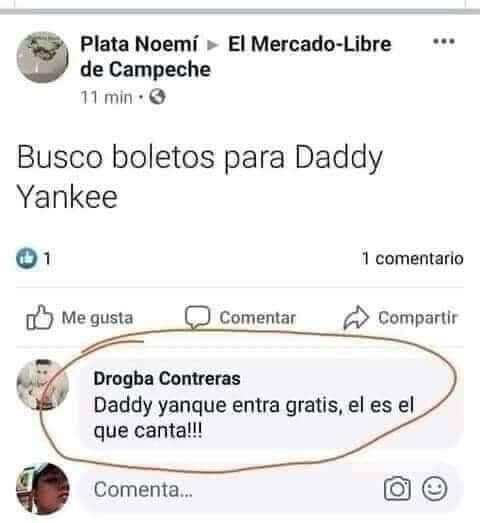 Plata Noemí ▸ El Mercado-Libre
de Campeche
11 min ·
Busco boletos para Daddy
Yankee
1
1 comentario
Me gusta
Comentar
Compartir
Drogba Contreras
Daddy yanque entra gratis, el es el
que canta!!!
Comenta...